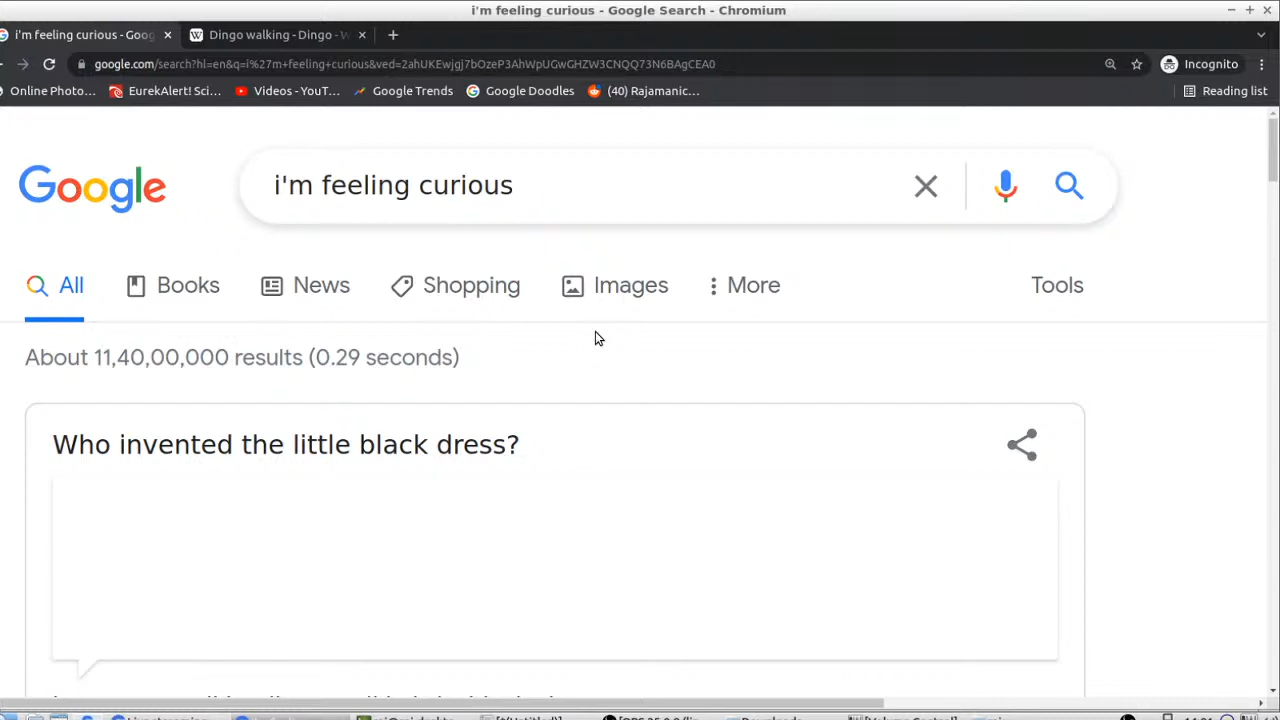 i'm feeling curious - Google Search - Chromium
i'm feeling curious - Goog
Dingo walking - Dingo - W
google.com/search?hl=en&q=i%27m+feeling+curious&ved=2ahUKEwjgj7bOzeP3AhWpUGwGHZW3CNQQ73N6BAgCEA0
Incognito
Online Photo...
EurekAlert! Sci...
Videos - YouT...
Google Trends
Google Doodles
(40) Rajamanic...
Reading list
Google
i'm feeling curious
All
Books
News
Shopping
Images
More
Tools
About 11,40,00,000 results (0.29 seconds)
Who invented the little black dress?